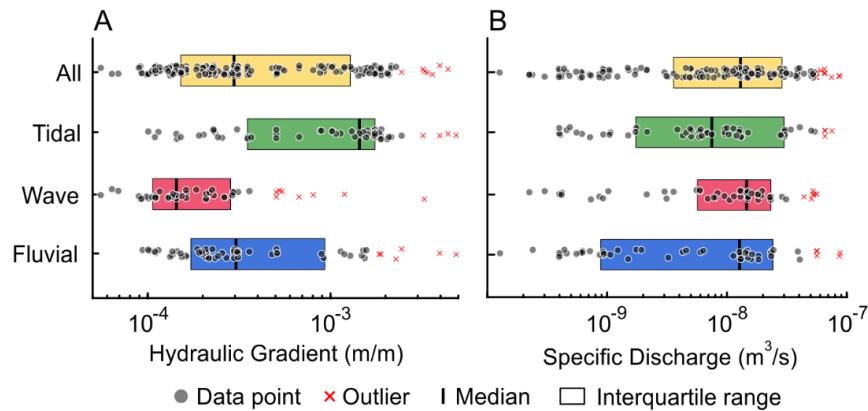 A
B
All
Tidal
Wave
Fluvial
10⁻⁴
10⁻³
10⁻⁹
10⁻⁸
10⁻⁷
Hydraulic Gradient (m/m)
Specific Discharge (m³/s)
Data point
Outlier
Median
Interquartile range